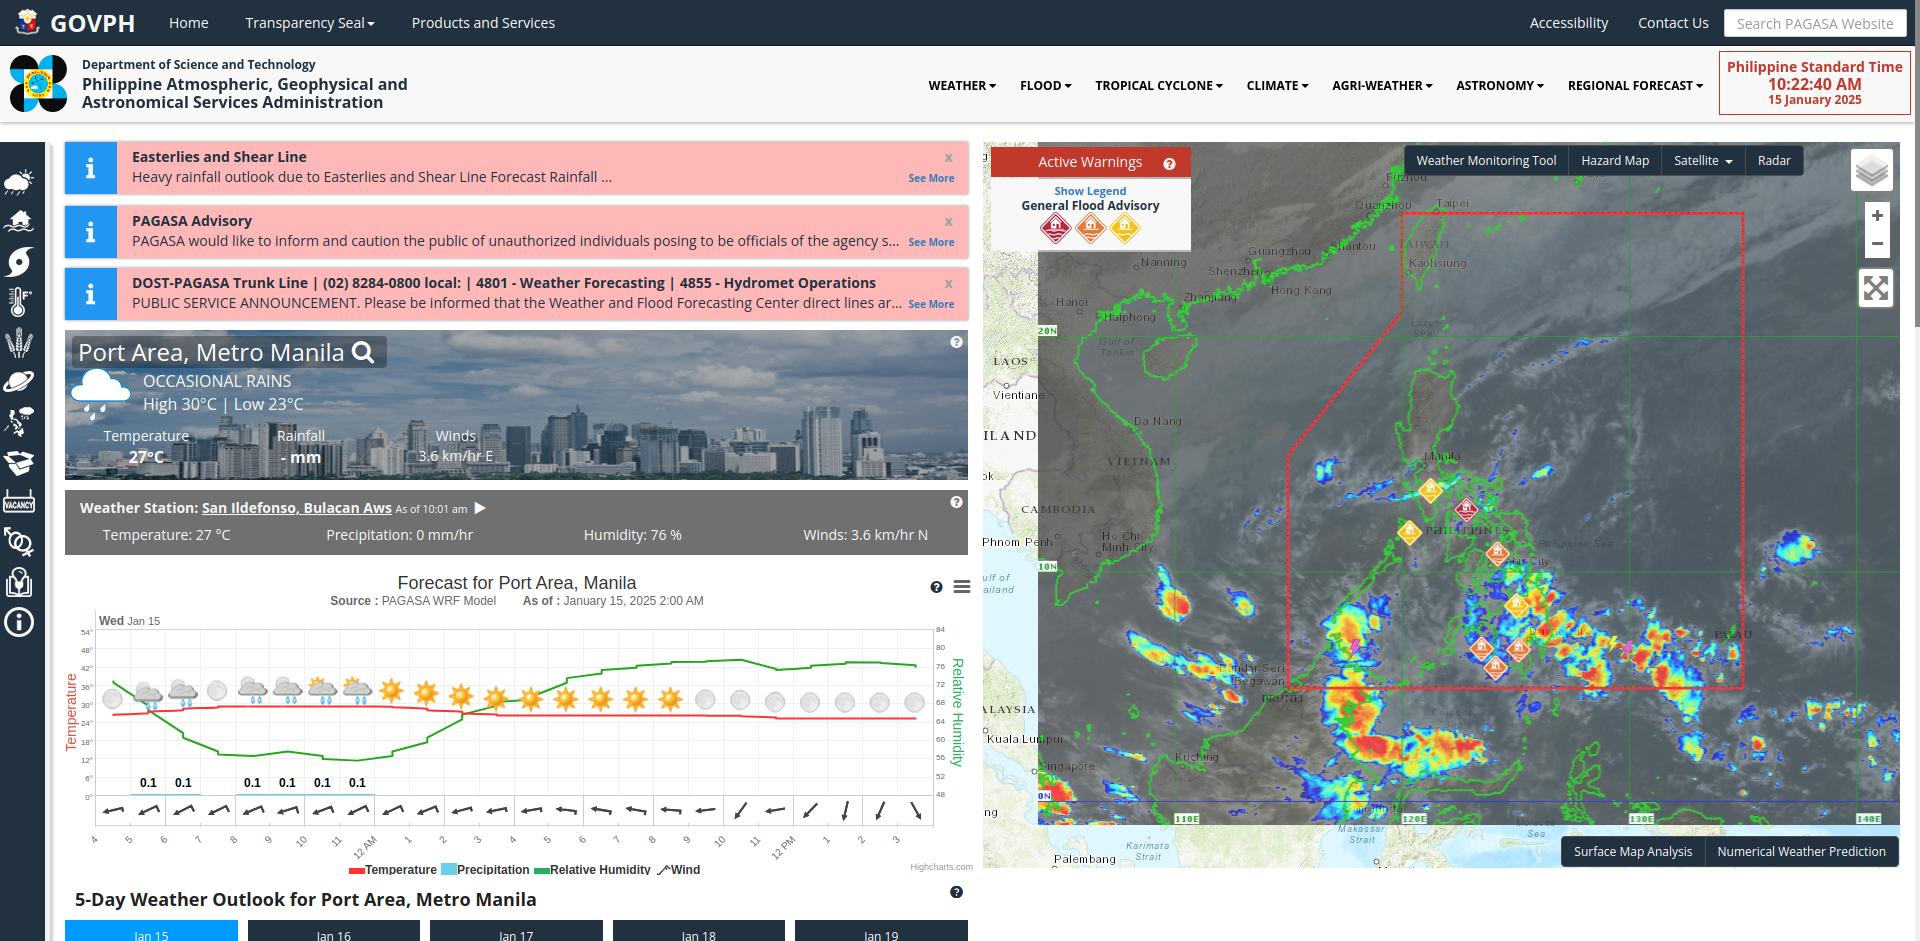 GOVPH
Home
Transparency Seal
Products and Services
Accessibility
Contact Us
Search PAGASA Website
Department of Science and Technology
Philippine Atmospheric, Geophysical and
Astronomical Services Administration
WEATHER
FLOOD
TROPICAL CYCLONE
CLIMATE
AGRI-WEATHER
ASTRONOMY
REGIONAL FORECAST
Philippine Standard Time
10:22:40 AM
15 January 2025
VACANCY
Easterlies and Shear Line
x
Heavy rainfall outlook due to Easterlies and Shear Line Forecast Rainfall ...
See More
PAGASA Advisory
x
PAGASA would like to inform and caution the public of unauthorized individuals posing to be officials of the agency s...
See More
DOST-PAGASA Trunk Line | (02) 8284-0800 local: | 4801 - Weather Forecasting | 4855 - Hydromet Operations
x
PUBLIC SERVICE ANNOUNCEMENT. Please be informed that the Weather and Flood Forecasting Center direct lines ar...
See More
Port Area, Metro Manila
OCCASIONAL RAINS
High 30°C | Low 23°C
Temperature
Rainfall
Winds
27°C
- mm
3.6 km/hr E
Weather Station: San Ildefonso, Bulacan Aws As of 10:01 am
Temperature: 27 °C
Precipitation: 0 mm/hr
Humidity: 76 %
Winds: 3.6 km/hr N
Forecast for Port Area, Manila
Source : PAGASA WRF Model As of : January 15, 2025 2:00 AM
Wed Jan 15
Temperature
54°
48°
42°
36°
30°
24°
18°
12°
6°
0°
84
80
76
72
68
64
60
56
52
48
Relative Humidity
0.1
0.1
0.1
0.1
0.1
0.1
4
5
6
7
8
9
10
11
12 AM
1
2
3
4
5
6
7
8
9
10
11
12 PM
1
2
3
Temperature
Precipitation
Relative Humidity
Wind
Highcharts.com
5-Day Weather Outlook for Port Area, Metro Manila
Jan 15
Jan 16
Jan 17
Jan 18
Jan 19
Active Warnings
Show Legend
General Flood Advisory
Weather Monitoring Tool
Hazard Map
Satellite
Radar
+
−
Fuzhou
Quanzhou
Taipei
Guangzhou
Shantou
TAIWAN
Nanning
Shenzhen
Kaohsiung
Hanoi
Zhanjiang
Hong Kong
Haiphong
20N
Luzon
Strait
Gulf of
Tonkin
LAOS
Vientiane
Da Nang
ILAND
VIETNAM
Manila
ok
CAMBODIA
PHILIPPINES
Phnom Penh
Ho Chi
Minh City
Philippine Sea
Cebu City
10N
ulf of
ailand
Davao City
PALAU
Bandar Seri
Begawan
BRUNEI
ALAYSIA
Kuala Lumpur
Kuching
Singapore
0N
ng
Samarinda
110E
120E
130E
140E
Makassar
Strait
Molucca
Sea
Karimata
Strait
Palembang
Surface Map Analysis
Numerical Weather Prediction